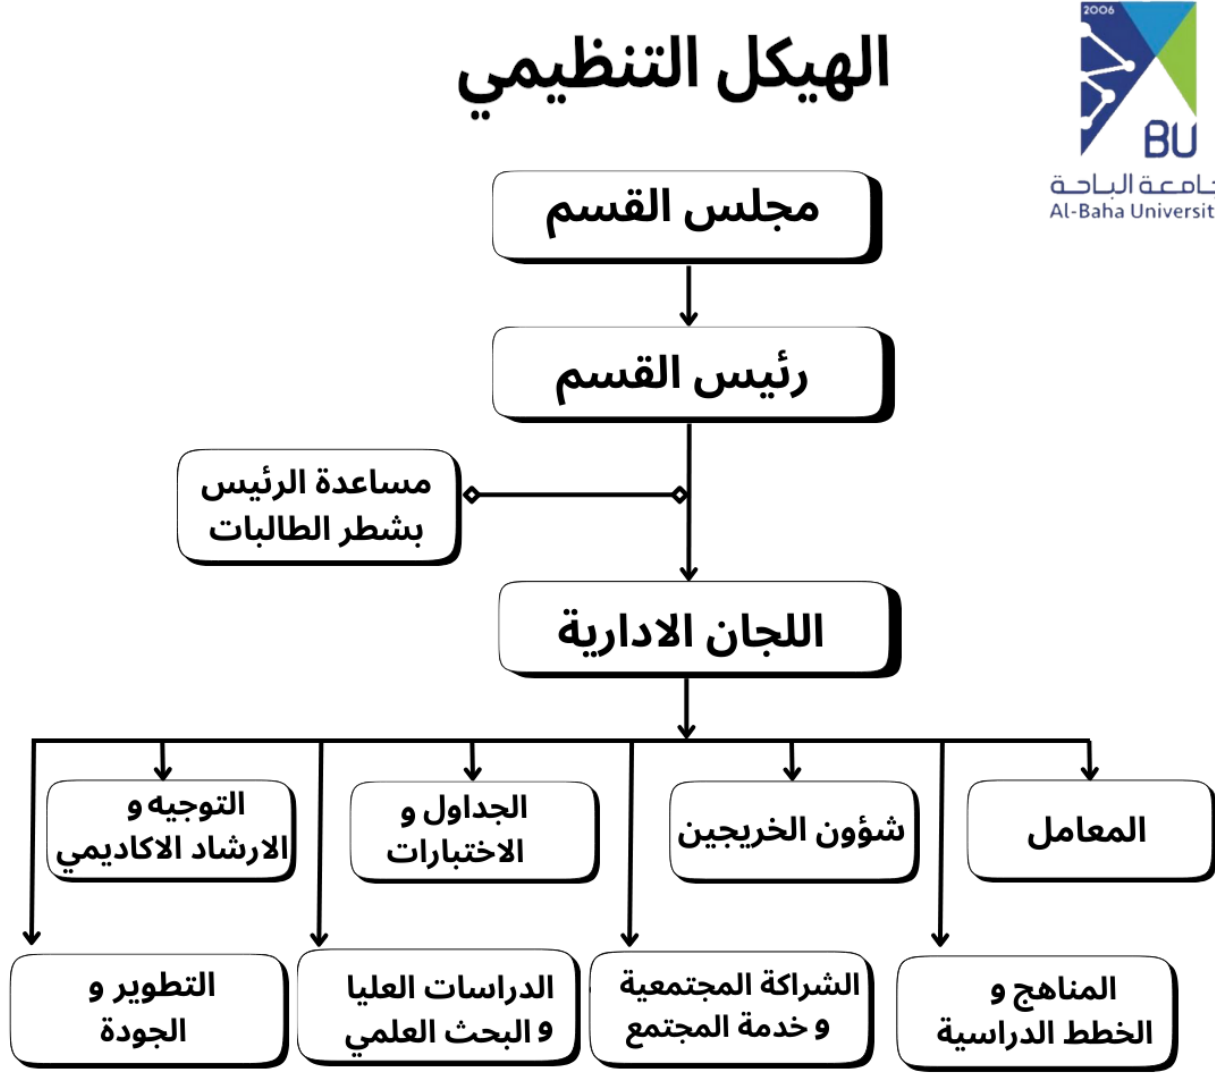 الهيكل التنظيمي
2006
BU
جامعة الباحة
Al-Baha Universit
مجلس القسم
رئيس القسم
مساعدة الرئيس
بشطر الطالبات
اللجان الادارية
المعامل
شؤون الخريجين
الجداول و
الاختبارات
التوجيه و
الارشاد الاكاديمي
المناهج و
الخطط الدراسية
الشراكة المجتمعية
و خدمة المجتمع
الدراسات العليا
و البحث العلمي
التطوير و
الجودة